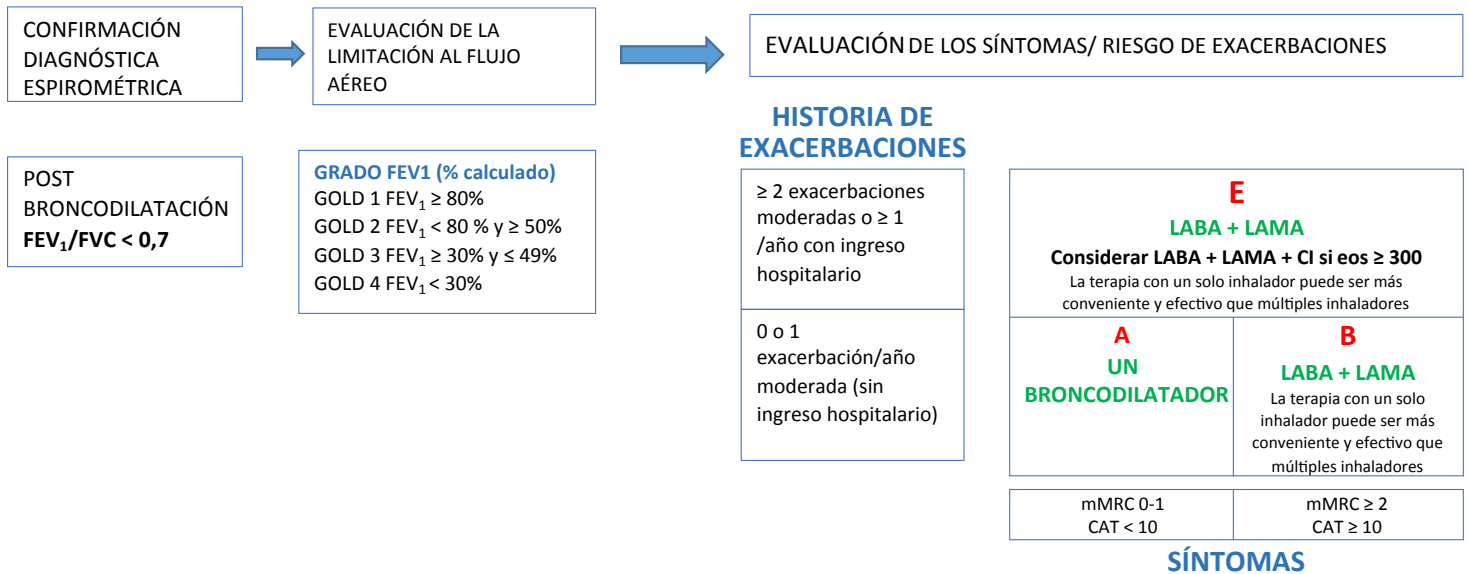 CONFIRMACIÓN
DIAGNÓSTICA
ESPIROMÉTRICA
EVALUACIÓN DE LA
LIMITACIÓN AL FLUJO
AÉREO
EVALUACIÓN DE LOS SÍNTOMAS/ RIESGO DE EXACERBACIONES
POST
BRONCODILATACIÓN
FEV₁/FVC < 0,7
GRADO FEV1 (% calculado)
GOLD 1 FEV₁ ≥ 80%
GOLD 2 FEV₁ < 80 % y ≥ 50%
GOLD 3 FEV₁ ≥ 30% y ≤ 49%
GOLD 4 FEV₁ < 30%
HISTORIA DE
EXACERBACIONES
≥ 2 exacerbaciones
moderadas o ≥ 1
/año con ingreso
hospitalario
0 o 1
exacerbación/año
moderada (sin
ingreso hospitalario)
E
LABA + LAMA
Considerar LABA + LAMA + CI si eos ≥ 300
La terapia con un solo inhalador puede ser más
conveniente y efectivo que múltiples inhaladores
A
UN
BRONCODILATADOR
B
LABA + LAMA
La terapia con un solo
inhalador puede ser más
conveniente y efectivo que
múltiples inhaladores
mMRC 0-1
CAT < 10
mMRC ≥ 2
CAT ≥ 10
SÍNTOMAS